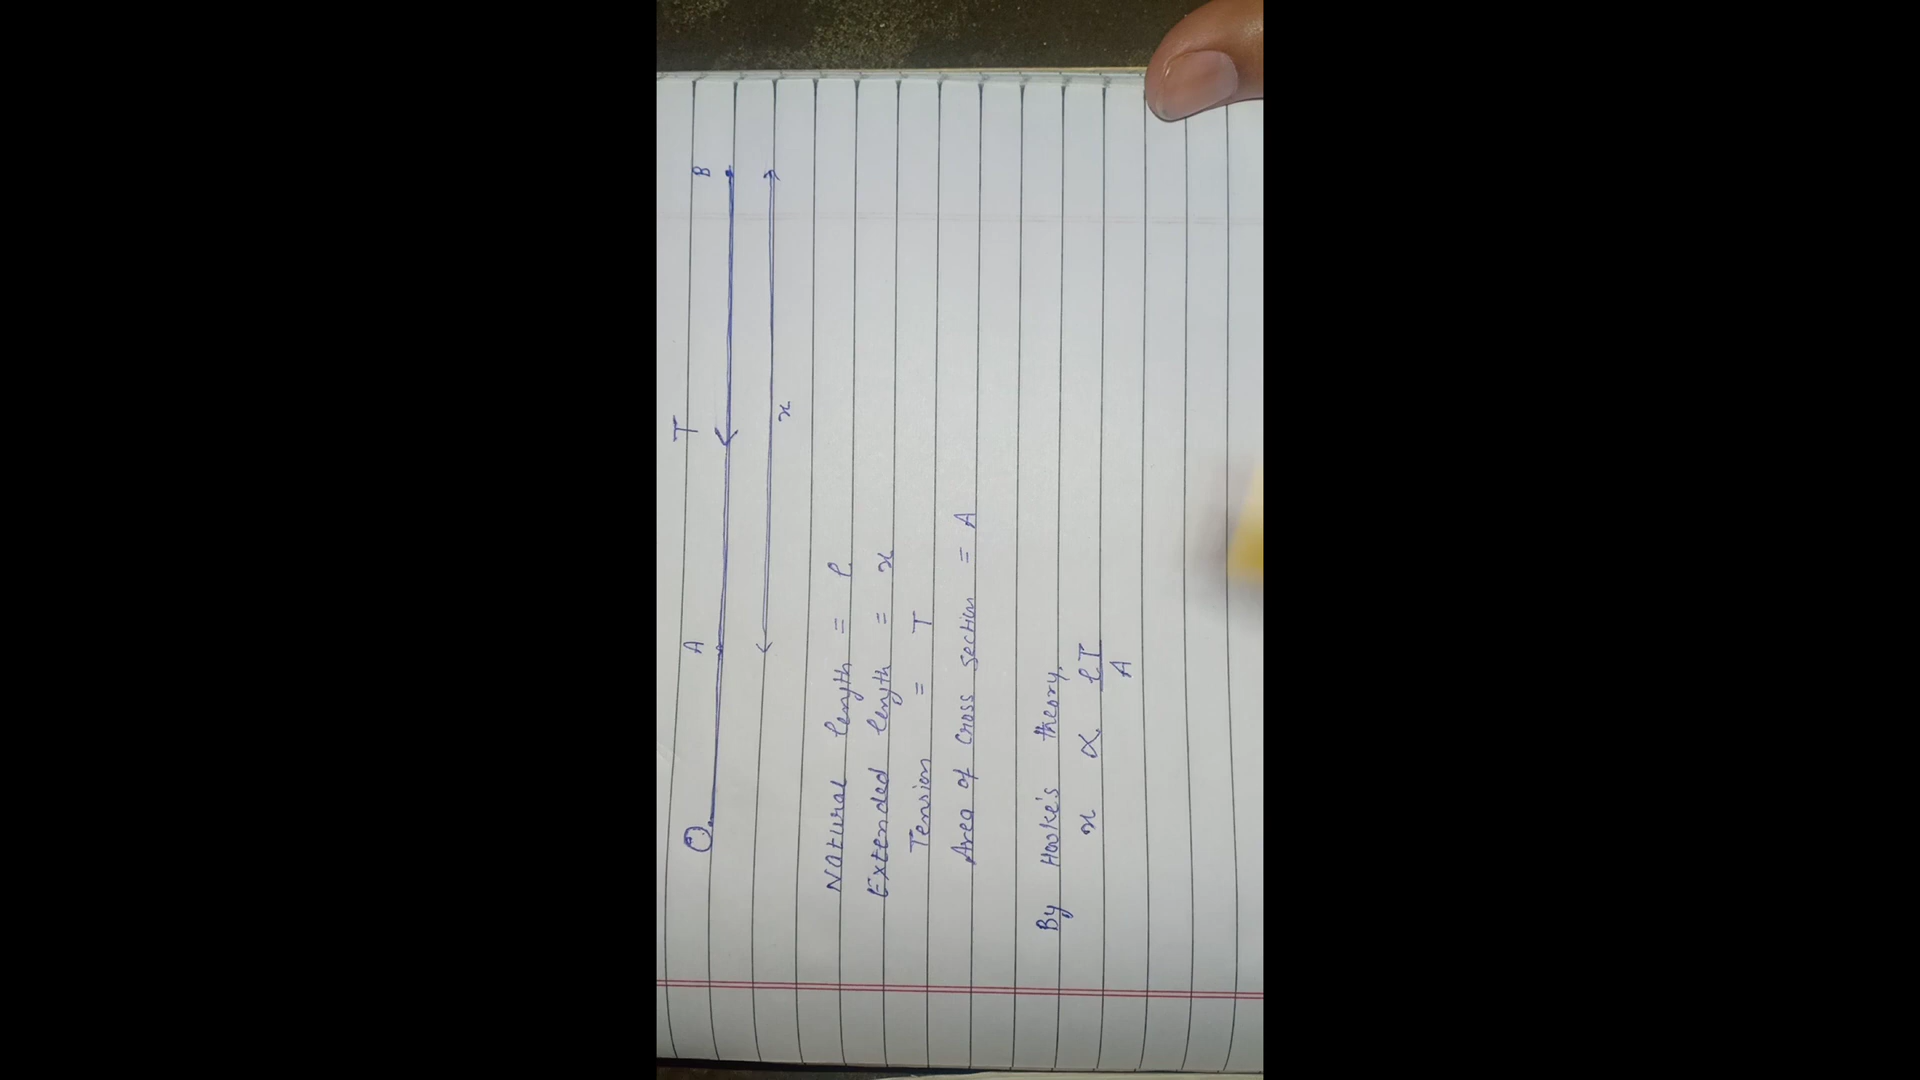 B
T
A
O
x
Natural length = l
Extended length = x
Tension = T
Area of cross section = A
By Hooke's theory,
x ∝ lT
A